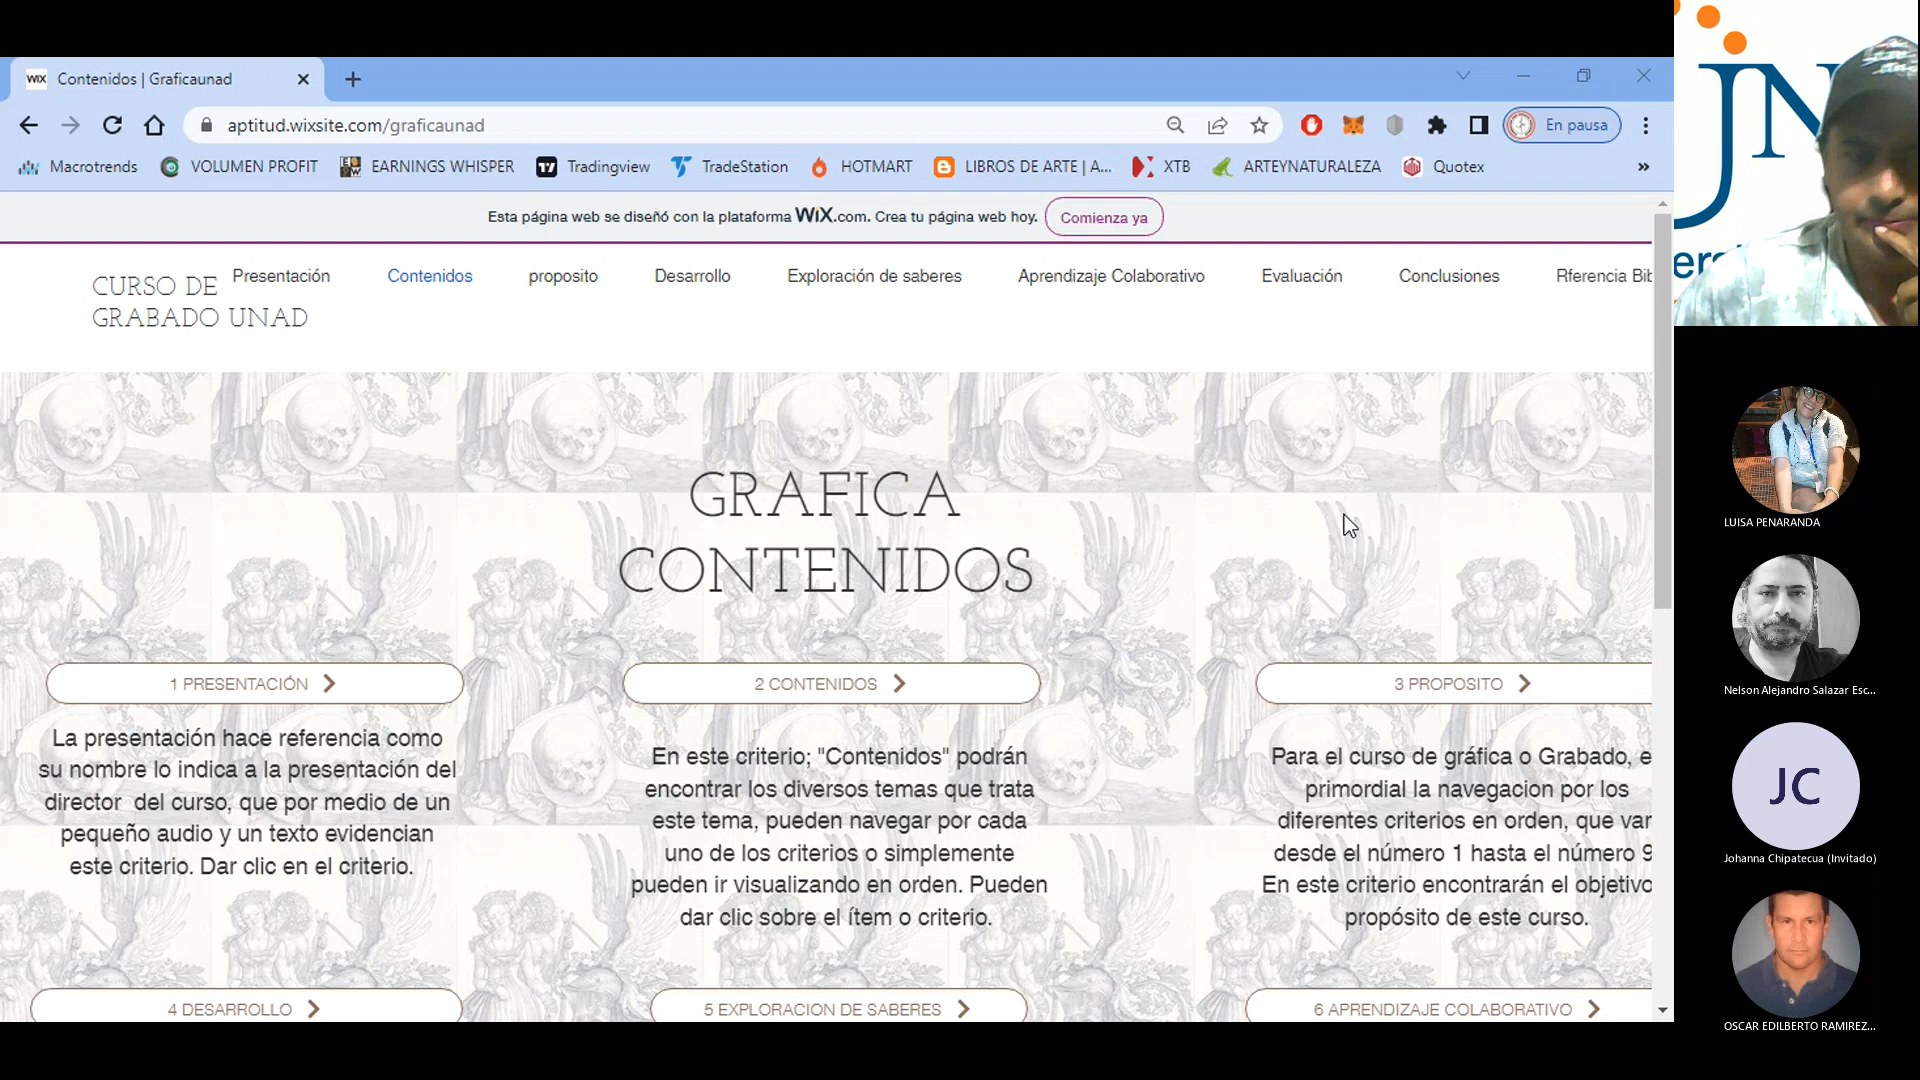 WiX Contenidos | Graficaunad
aptitud.wixsite.com/graficaunad
En pausa
Macrotrends VOLUMEN PROFIT EARNINGS WHISPER Tradingview TradeStation HOTMART LIBROS DE ARTE | A... XTB ARTEYNATURALEZA Quotex »
Esta página web se diseñó con la plataforma WiX.com. Crea tu página web hoy. Comienza ya
CURSO DE
GRABADO UNAD
Presentación Contenidos proposito Desarrollo Exploración de saberes Aprendizaje Colaborativo Evaluación Conclusiones Rferencia Bib
GRAFICA
CONTENIDOS
1 PRESENTACIÓN
La presentación hace referencia como
su nombre lo indica a la presentación del
director del curso, que por medio de un
pequeño audio y un texto evidencian
este criterio. Dar clic en el criterio.
2 CONTENIDOS
En este criterio; "Contenidos" podrán
encontrar los diversos temas que trata
este tema, pueden navegar por cada
uno de los criterios o simplemente
pueden ir visualizando en orden. Pueden
dar clic sobre el ítem o criterio.
3 PROPOSITO
Para el curso de gráfica o Grabado, e
primordial la navegacion por los
diferentes criterios en orden, que van
desde el número 1 hasta el número 9
En este criterio encontrarán el objetivo
propósito de este curso.
4 DESARROLLO
5 EXPLORACION DE SABERES
6 APRENDIZAJE COLABORATIVO
LUISA PENARANDA
Nelson Alejandro Salazar Esc...
JC
Johanna Chipatecua (Invitado)
OSCAR EDILBERTO RAMIREZ...